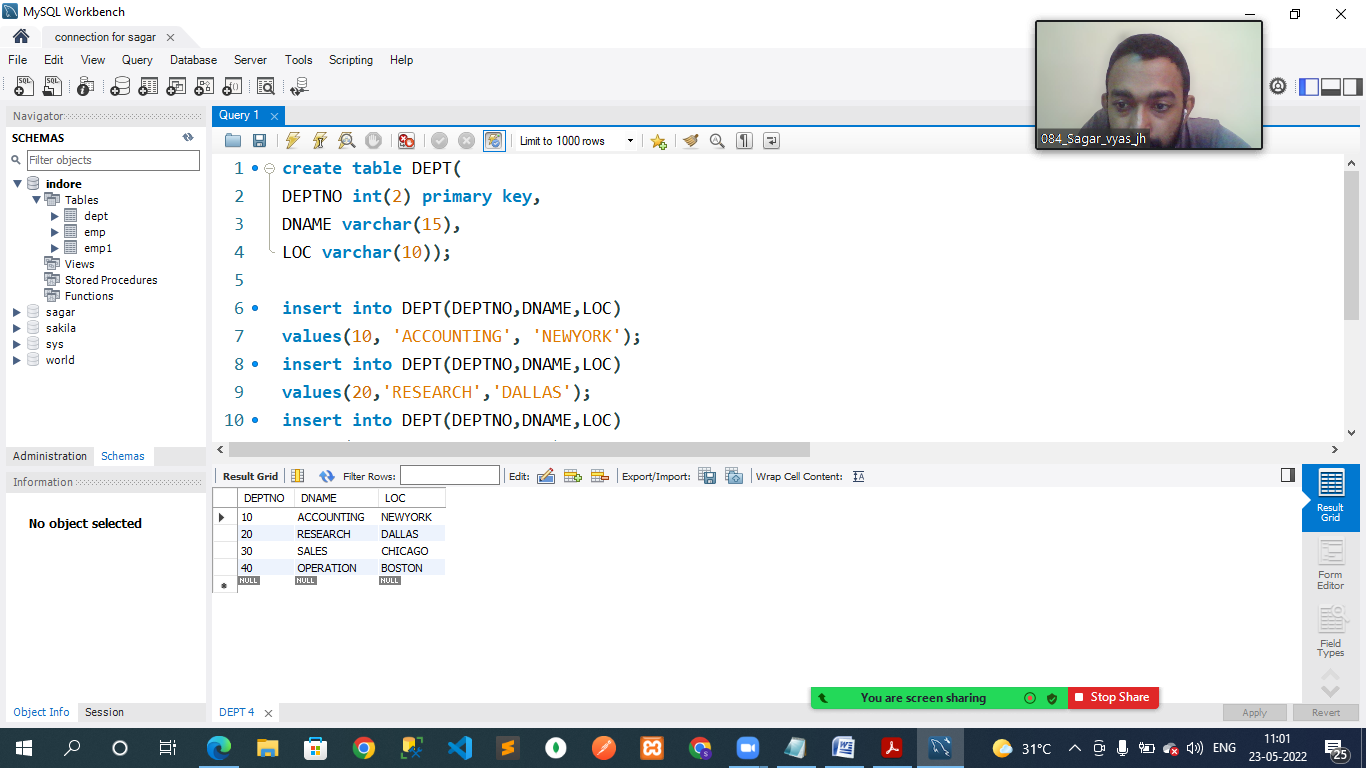 MySQL Workbench
connection for sagar
File Edit View Query Database Server Tools Scripting Help
084_Sagar_vyas_jh
Navigator
SCHEMAS
Filter objects
indore
Tables
dept
emp
emp1
Views
Stored Procedures
Functions
sagar
sakila
sys
world
Administration Schemas
Information
No object selected
Object Info Session
Query 1
Limit to 1000 rows
1 create table DEPT(
2 DEPTNO int(2) primary key,
3 DNAME varchar(15),
4 LOC varchar(10));
5
6 insert into DEPT(DEPTNO,DNAME,LOC)
7 values(10, 'ACCOUNTING', 'NEWYORK');
8 insert into DEPT(DEPTNO,DNAME,LOC)
9 values(20,'RESEARCH','DALLAS');
10 insert into DEPT(DEPTNO,DNAME,LOC)
Result Grid Filter Rows: Edit: Export/Import: Wrap Cell Content:
DEPTNO DNAME LOC
10 ACCOUNTING NEWYORK
20 RESEARCH DALLAS
30 SALES CHICAGO
40 OPERATION BOSTON
NULL NULL NULL
Result
Grid
Form
Editor
Field
Types
You are screen sharing Stop Share
DEPT 4
Apply Revert
31°C ENG 11:01
23-05-2022 25